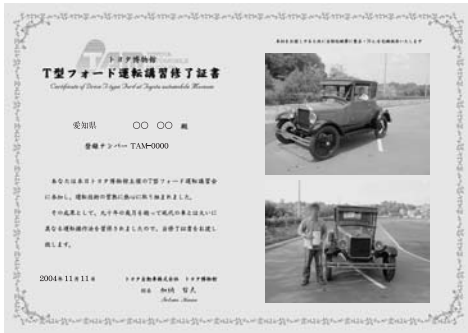 トヨタ博物館
T型フォード運転講習修了証書
Certificate of Driver T-type Ford at Toyota automobile Museum
愛知県 ○○ ○○ 殿
登録ナンバー TAM-0000
あなたは本日トヨタ博物館主催のT型フォード運転講習会
に参加し、運転技術の習熟に熱心に取り組まれました。
その成果として、九十年の歳月を越って現代の車とは大いに
異なる運転操作法を習得されましたので、当修了証書をお渡し
致します。
2004年11月11日
トヨタ自動車株式会社 トヨタ博物館
館長